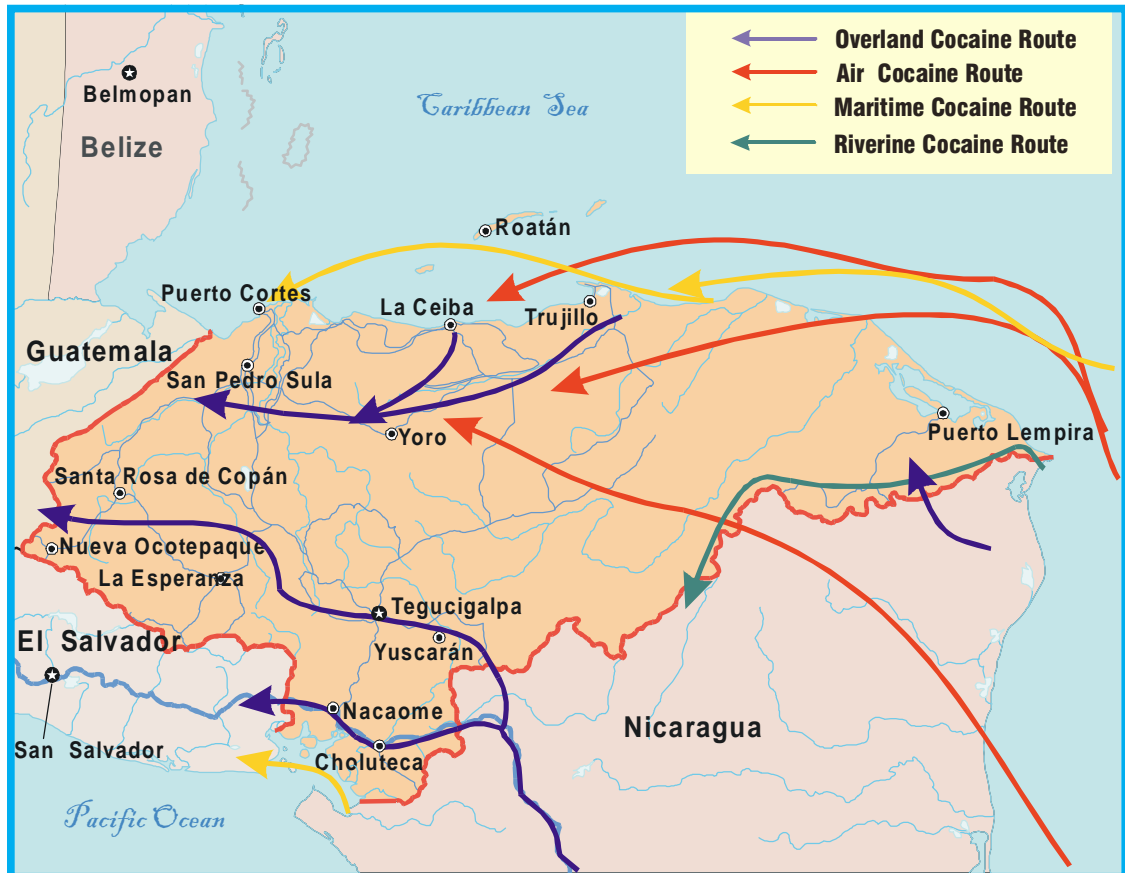 Overland Cocaine Route
Air Cocaine Route
Maritime Cocaine Route
Riverine Cocaine Route
Belmopan
Belize
Caribbean Sea
Roatán
Puerto Cortes
La Ceiba
Trujillo
Guatemala
San Pedro Sula
Yoro
Puerto Lempira
Santa Rosa de Copán
Nueva Ocotepaque
La Esperanza
Tegucigalpa
El Salvador
Yuscarán
Nacaome
Nicaragua
San Salvador
Choluteca
Pacific Ocean